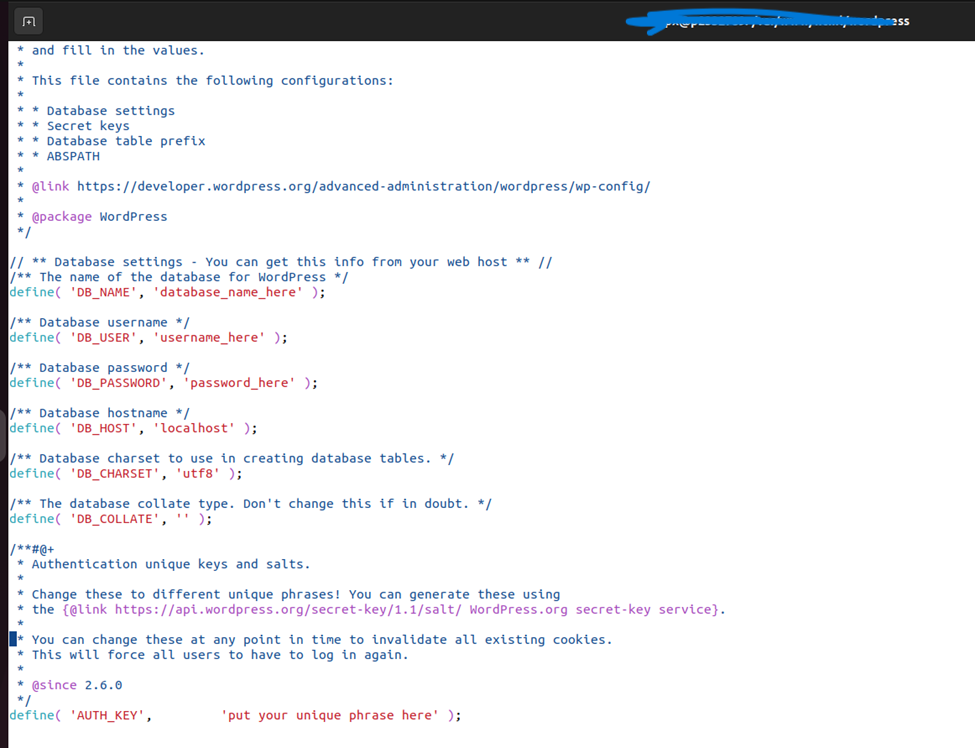 * and fill in the values.
*
* This file contains the following configurations:
*
* * Database settings
* * Secret keys
* * Database table prefix
* * ABSPATH
*
* @link https://developer.wordpress.org/advanced-administration/wordpress/wp-config/
*
* @package WordPress
*/
// ** Database settings - You can get this info from your web host ** //
/** The name of the database for WordPress */
define( 'DB_NAME', 'database_name_here' );
/** Database username */
define( 'DB_USER', 'username_here' );
/** Database password */
define( 'DB_PASSWORD', 'password_here' );
/** Database hostname */
define( 'DB_HOST', 'localhost' );
/** Database charset to use in creating database tables. */
define( 'DB_CHARSET', 'utf8' );
/** The database collate type. Don't change this if in doubt. */
define( 'DB_COLLATE', '' );
/**#@+
* Authentication unique keys and salts.
*
* Change these to different unique phrases! You can generate these using
* the {@link https://api.wordpress.org/secret-key/1.1/salt/ WordPress.org secret-key service}.
*
* You can change these at any point in time to invalidate all existing cookies.
* This will force all users to have to log in again.
*
* @since 2.6.0
*/
define( 'AUTH_KEY',         'put your unique phrase here' );